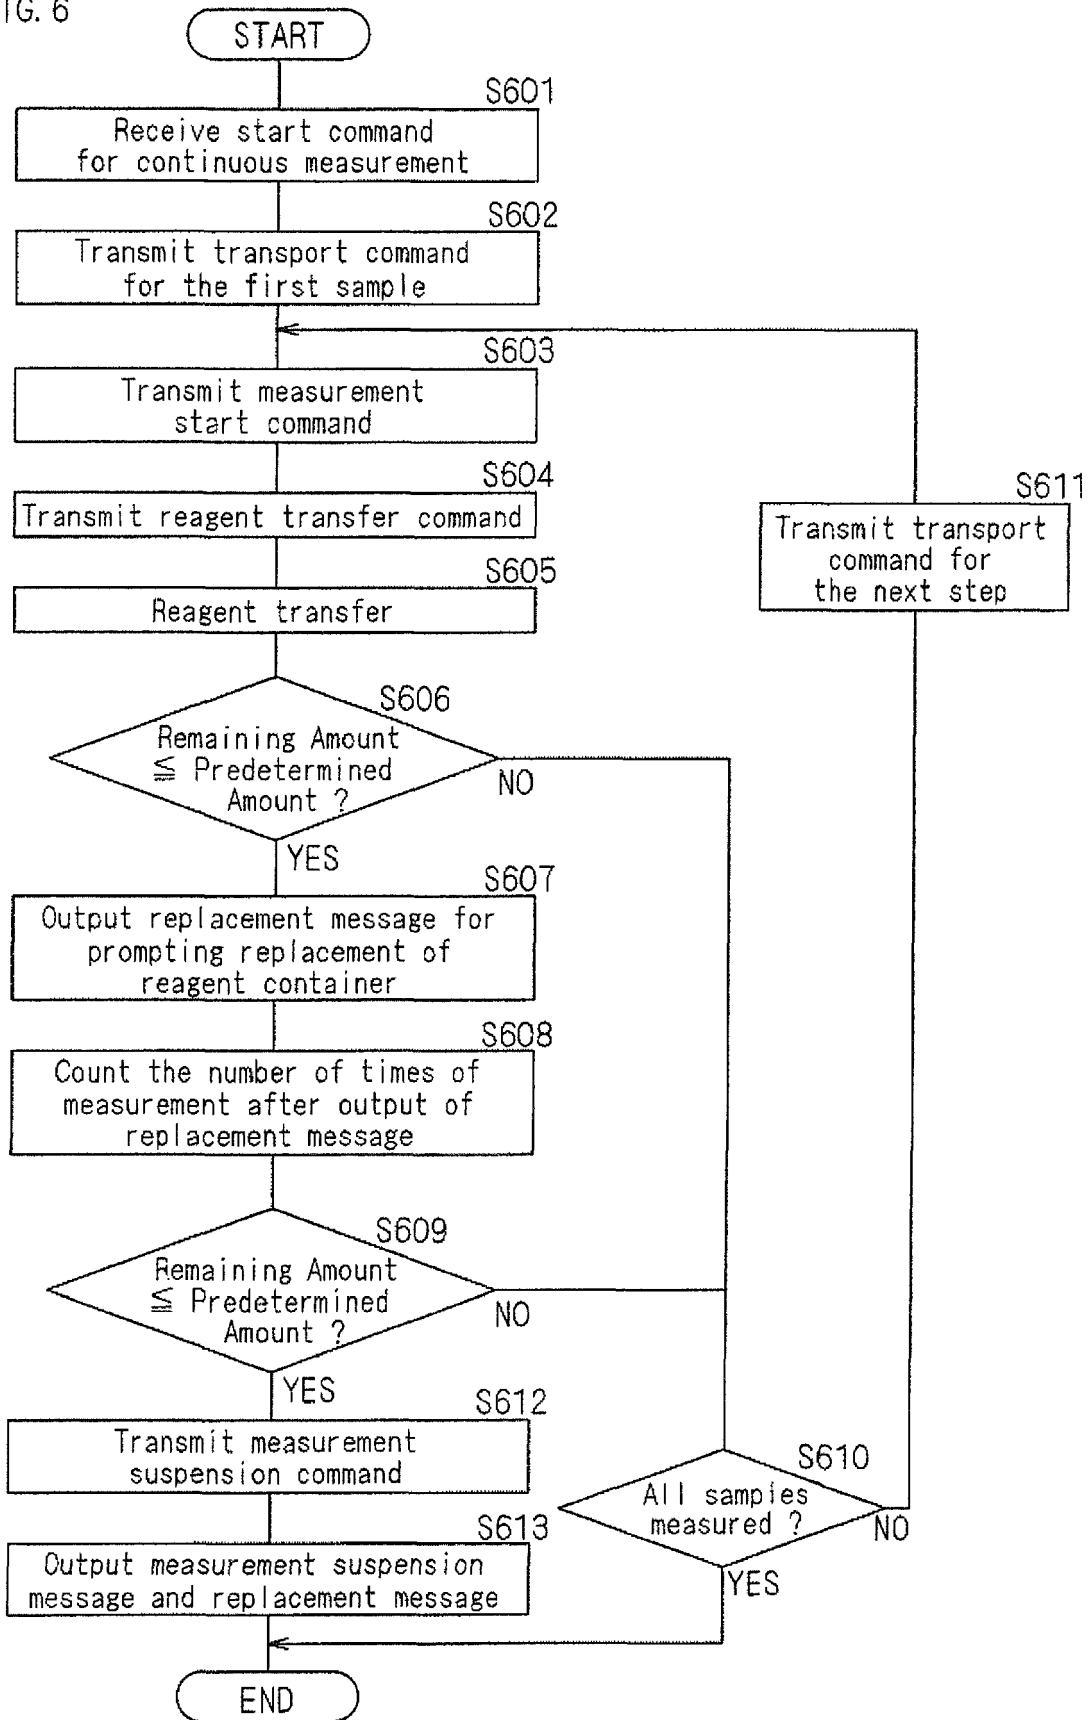 IG. 6
START
S601
Receive start command
for continuous measurement
S602
Transmit transport command
for the first sample
S603
Transmit measurement
start command
S604
Transmit reagent transfer command
S611
Transmit transport
command for
the next step
S605
Reagent transfer
S606
Remaining Amount
≦ Predetermined
Amount ?
NO
YES
S607
Output replacement message for
prompting replacement of
reagent container
S608
Count the number of times of
measurement after output of
replacement message
S609
Remaining Amount
≦ Predetermined
Amount ?
NO
YES
S612
Transmit measurement
suspension command
S610
All samples
measured ?
NO
YES
S613
Output measurement suspension
message and replacement message
END